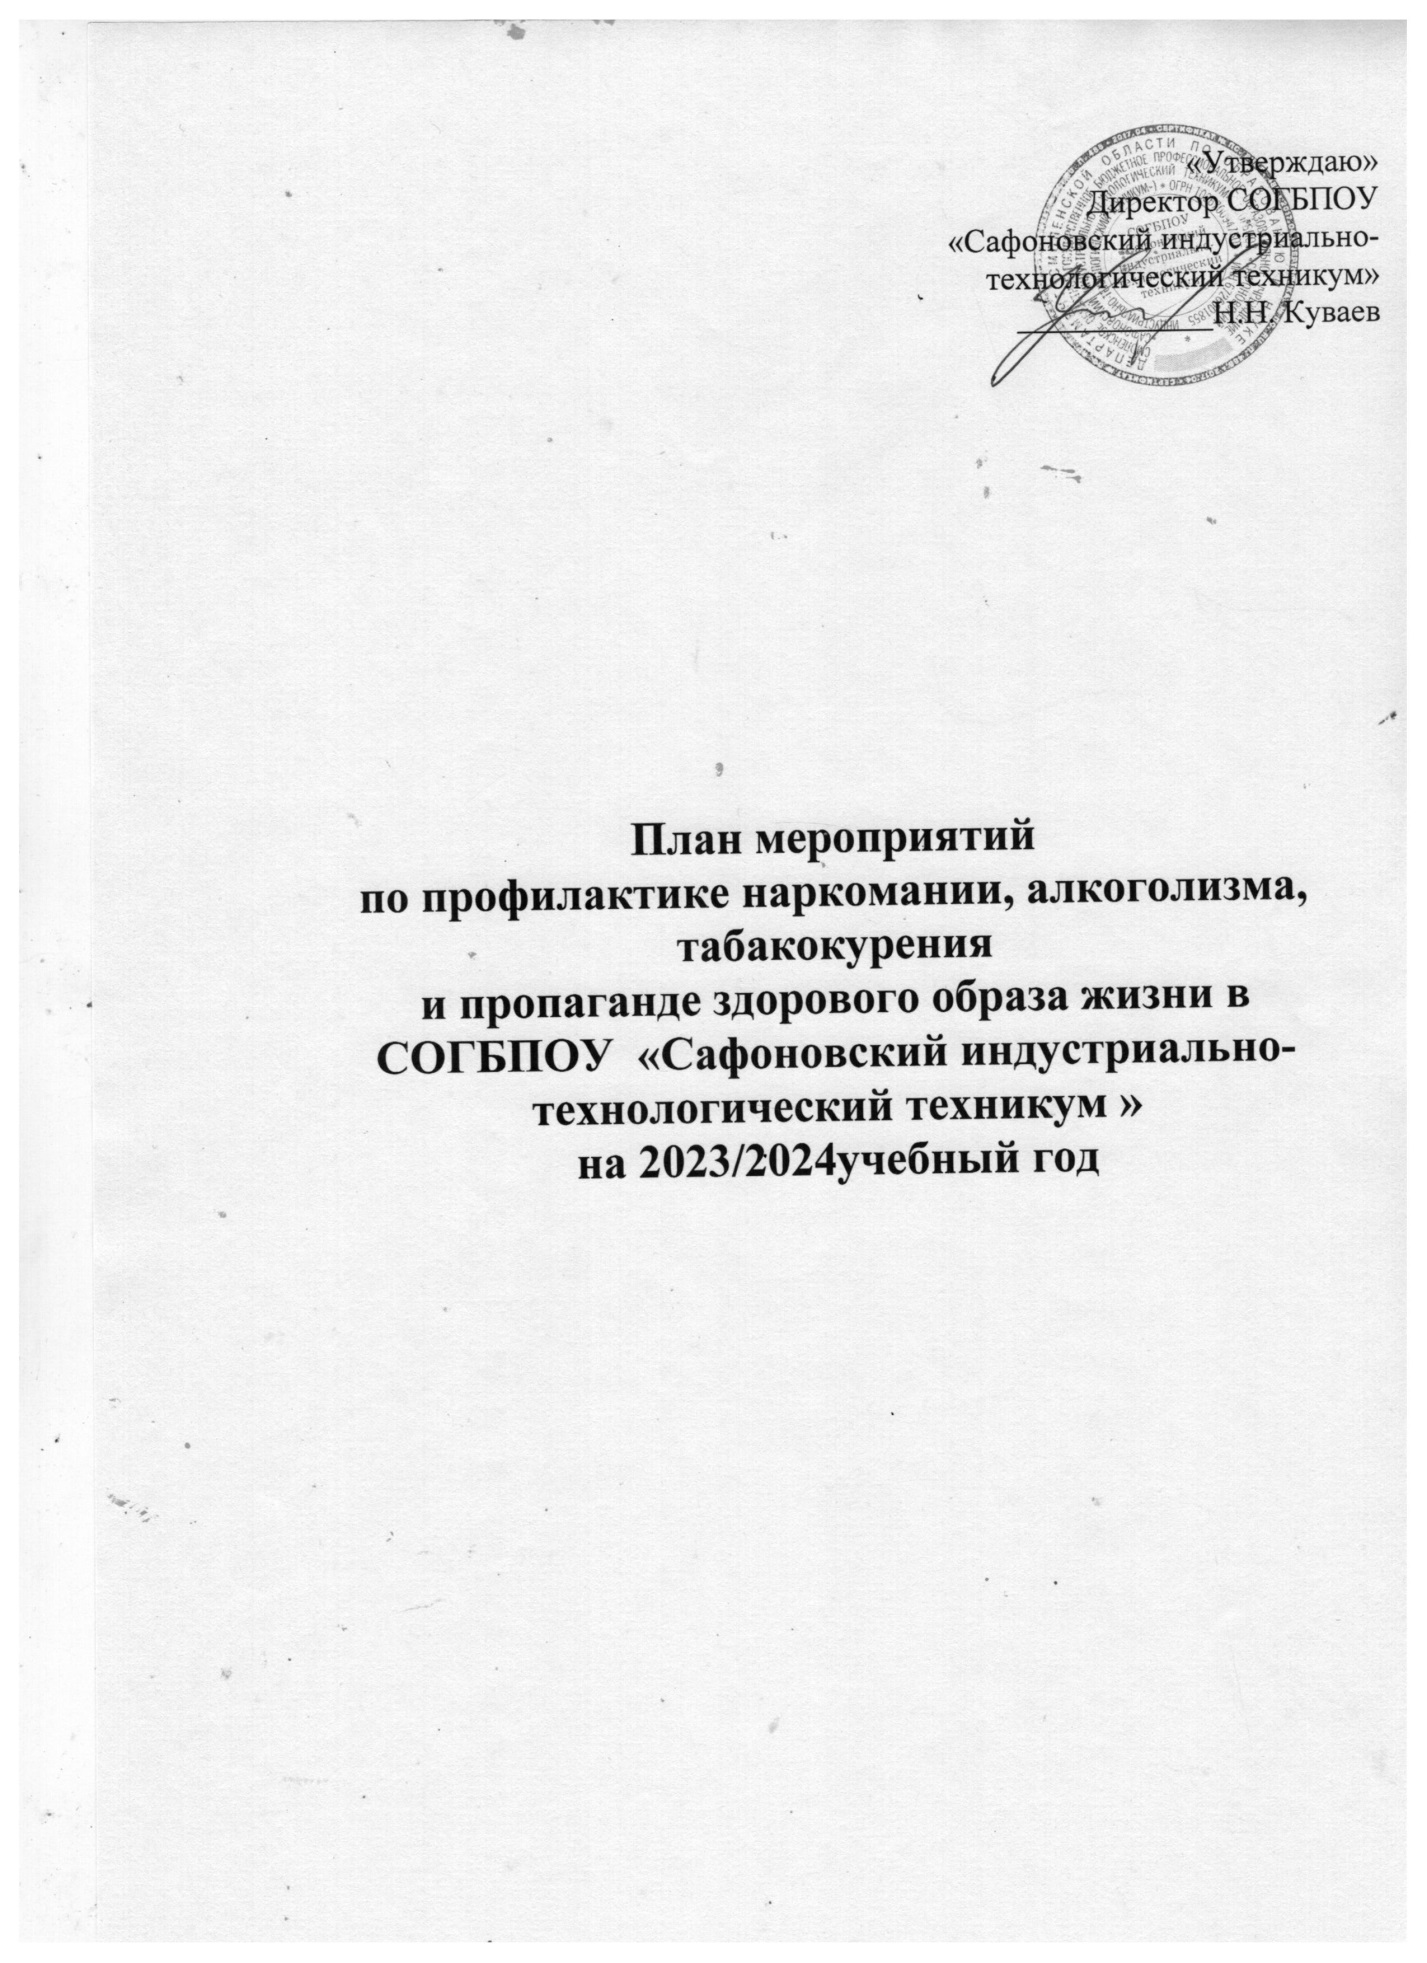 «Утверждаю»
Директор СОГБПОУ
«Сафоновский индустриально-
технологический техникум»
Н.Н. Куваев
План мероприятий
по профилактике наркомании, алкоголизма,
табакокурения
и пропаганде здорового образа жизни в
СОГБПОУ «Сафоновский индустриально-
технологический техникум »
на 2023/2024учебный год